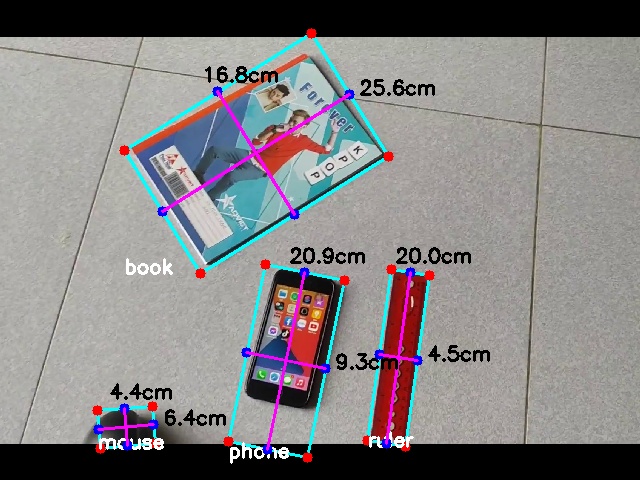 16.8cm
25.6cm
Forever
K
POP
book
20.9cm
20.0cm
9.3cm
4.5cm
4.4cm
6.4cm
mouse
phone
ruler